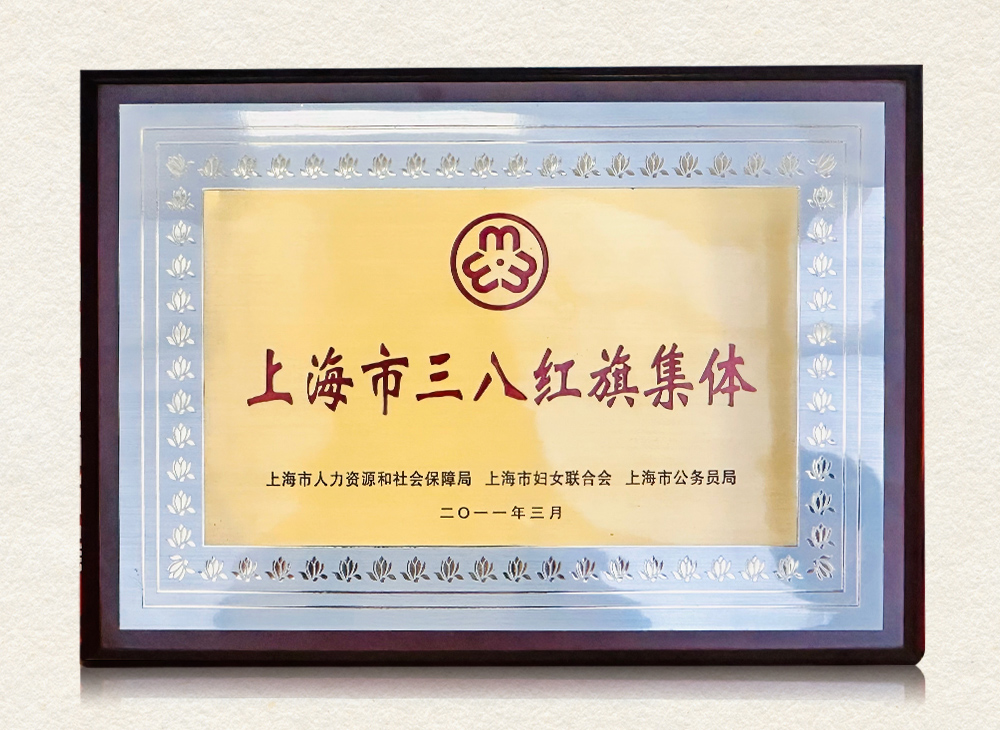 上海市三八红旗集体
上海市人力资源和社会保障局 上海市妇女联合会 上海市公务员局
二〇一一年三月